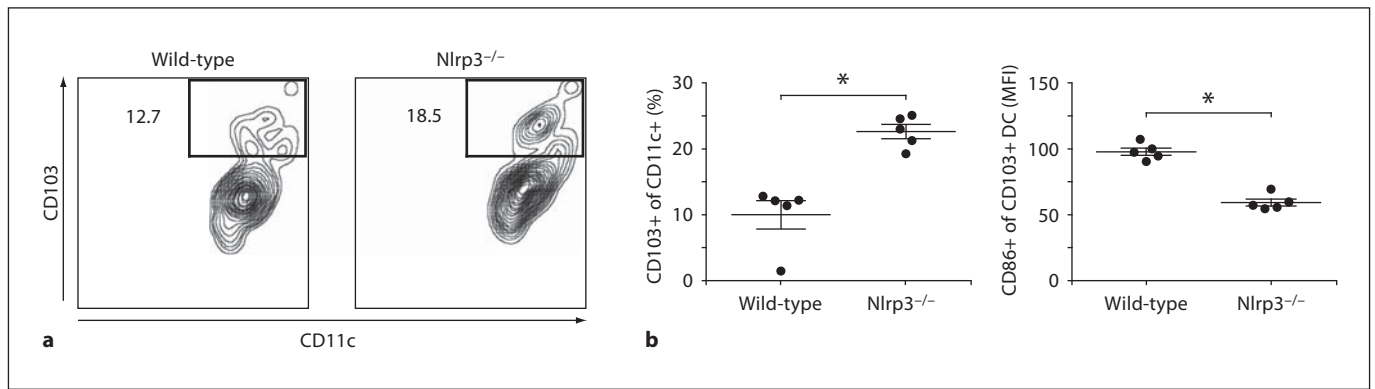 Wild-type
Nlrp3–/–
12.7
18.5
CD103
CD11c
a
CD103+ of CD11c+ (%)
30
20
10
0
*
Wild-type
Nlrp3–/–
CD86+ of CD103+ DC (MFI)
150
100
50
0
*
Wild-type
Nlrp3–/–
b